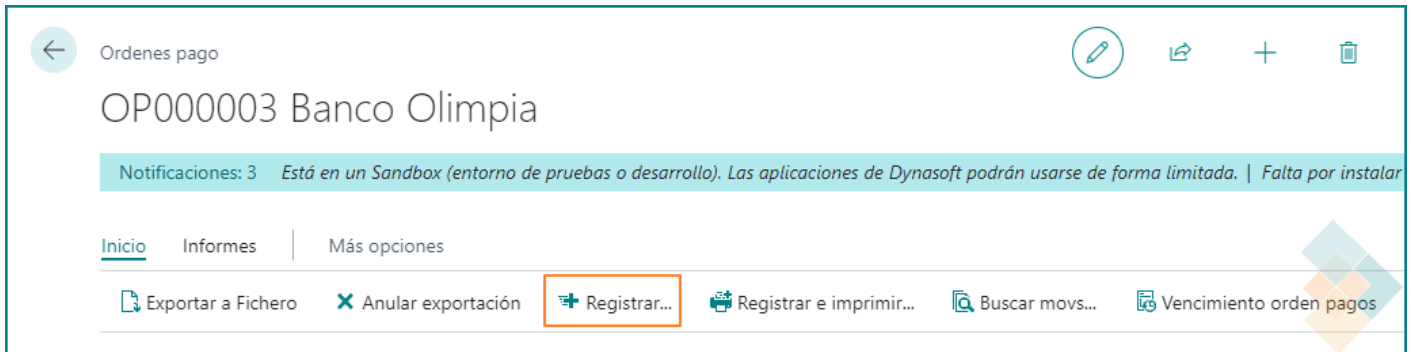 Ordenes pago
OP000003 Banco Olimpia
Notificaciones: 3 Está en un Sandbox (entorno de pruebas o desarrollo). Las aplicaciones de Dynasoft podrán usarse de forma limitada. | Falta por instalar
Inicio Informes Más opciones
Exportar a Fichero Anular exportación Registrar... Registrar e imprimir... Buscar movs... Vencimiento orden pagos